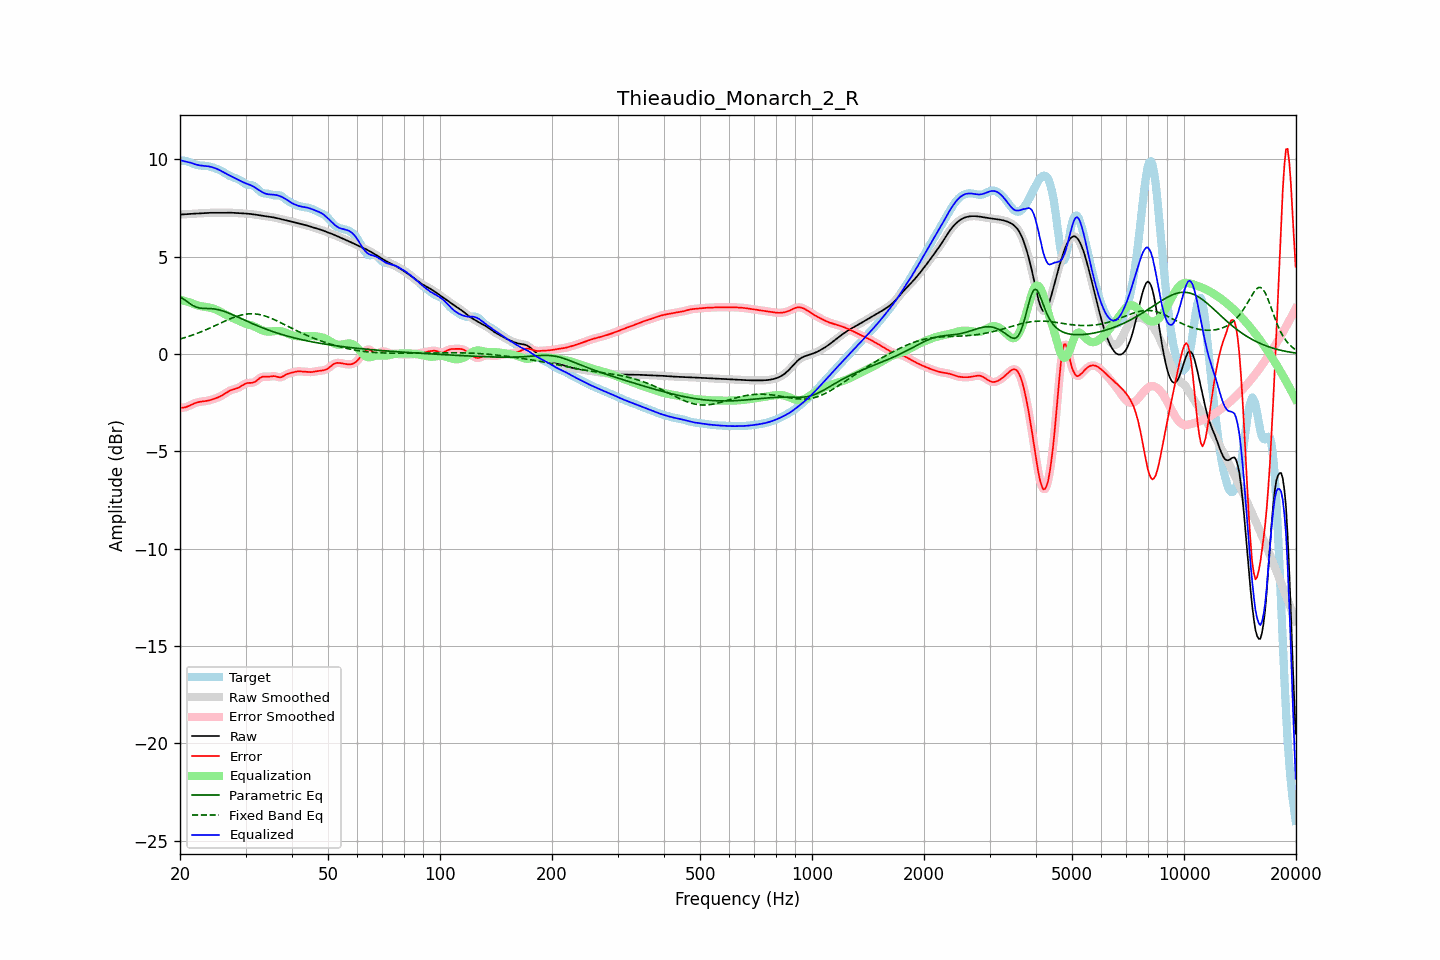 Thieaudio_Monarch_2_R
Amplitude (dBr)
10
5
0
−5
−10
−15
−20
−25
Target
Raw Smoothed
Error Smoothed
Raw
Error
Equalization
Parametric Eq
Fixed Band Eq
Equalized
20 50 100 200 500 1000 2000 5000 10000 20000
Frequency (Hz)